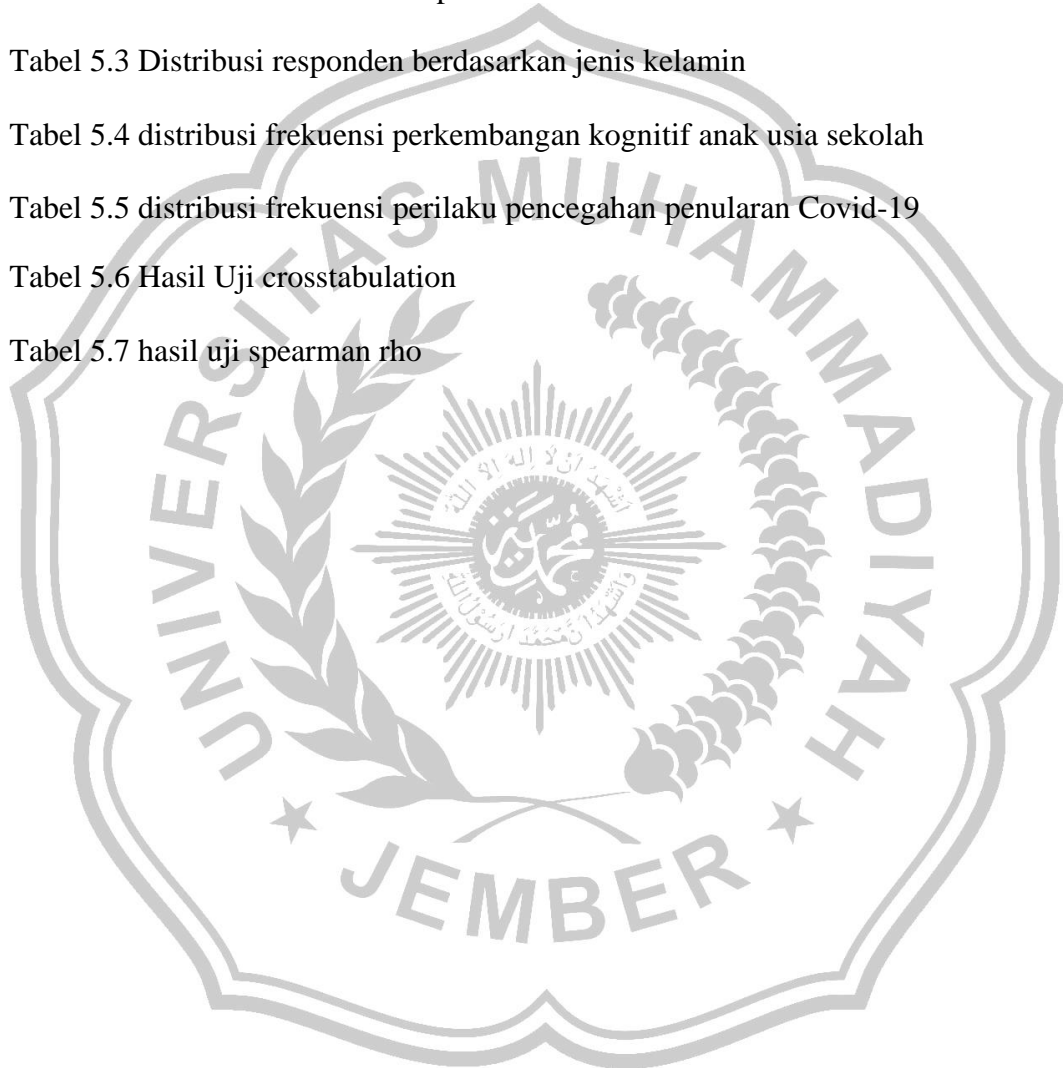 Tabel 5.3 Distribusi responden berdasarkan jenis kelamin
Tabel 5.4 distribusi frekuensi perkembangan kognitif anak usia sekolah
Tabel 5.5 distribusi frekuensi perilaku pencegahan penularan Covid-19
Tabel 5.6 Hasil Uji crosstabulation
Tabel 5.7 hasil uji spearman rho
UNIVERSITAS MUHAMMADIYAH
JEMBER